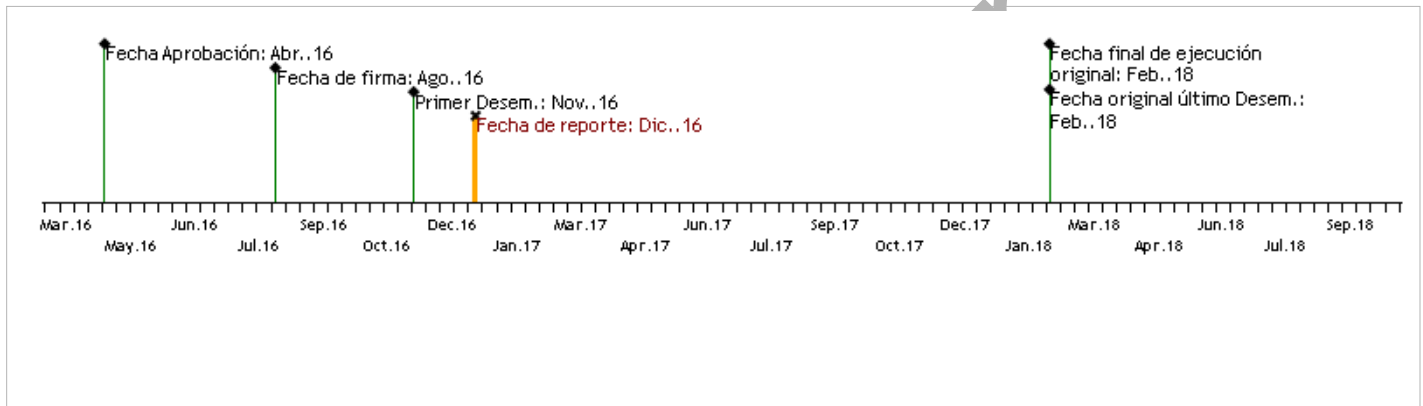 Fecha Aprobación: Abr..16
Fecha de firma: Ago..16
Primer Desem.: Nov..16
Fecha de reporte: Dic..16
Fecha final de ejecución
original: Feb..18
Fecha original último Desem.:
Feb..18
Mar.16 Jun.16 Sep.16 Dec.16 Mar.17 Jun.17 Sep.17 Dec.17 Mar.18 Jun.18 Sep.18
May.16 Jul.16 Oct.16 Jan.17 Apr.17 Jul.17 Oct.17 Jan.18 Apr.18 Jul.18